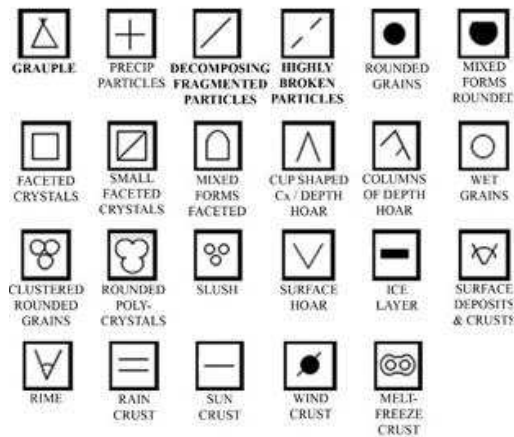 GRAUPLE
PRECIP
PARTICLES
DECOMPOSING
FRAGMENTED
PARTICLES
HIGHLY
BROKEN
PARTICLES
ROUNDED
GRAINS
MIXED
FORMS
ROUNDED
FACETED
CRYSTALS
SMALL
FACETED
CRYSTALS
MIXED
FORMS
FACETED
CUP SHAPED
Cx / DEPTH
HOAR
COLUMNS
OF DEPTH
HOAR
WET
GRAINS
CLUSTERED
ROUNDED
GRAINS
ROUNDED
POLY-
CRYSTALS
SLUSH
SURFACE
HOAR
ICE
LAYER
SURFACE
DEPOSITS
& CRUSTS
RIME
RAIN
CRUST
SUN
CRUST
WIND
CRUST
MELT-
FREEZE
CRUST